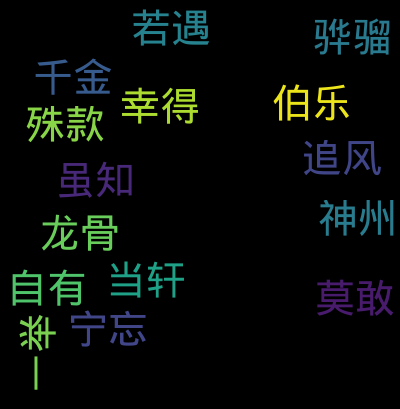 若遇
骅骝
千金
幸得
伯乐
殊款
追风
虽知
神州
龙骨
自有
当轩
莫敢
宁忘
一举